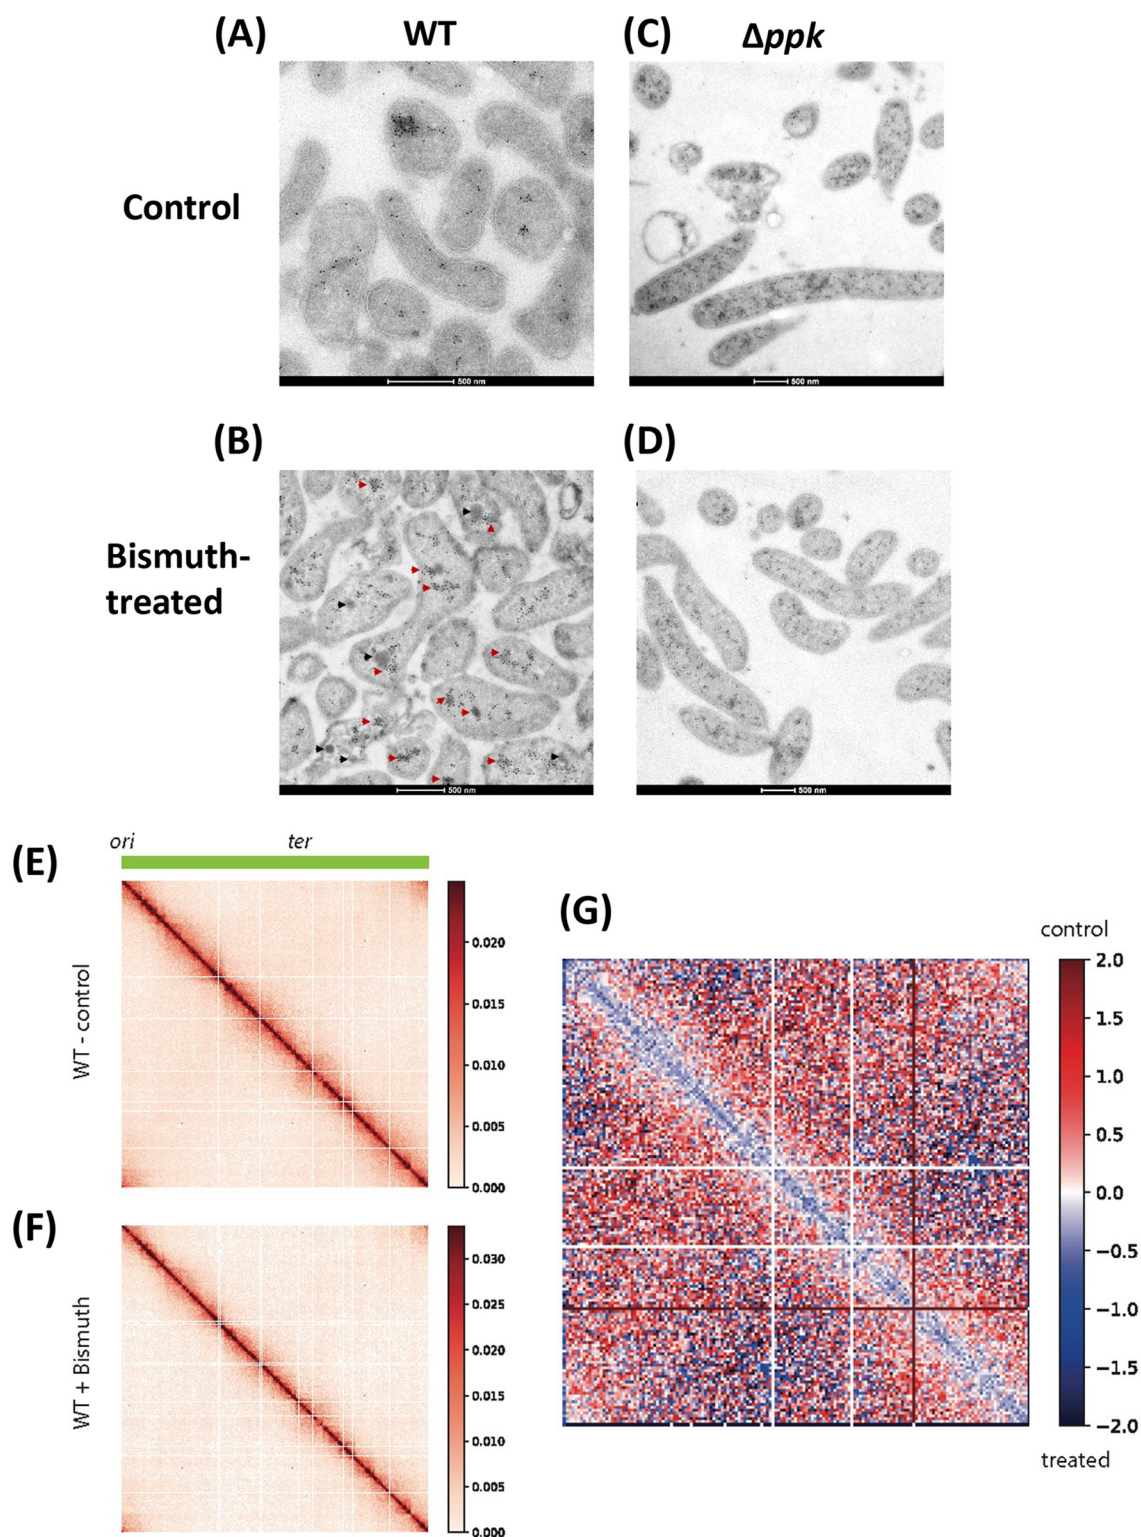 (A)
WT
(C)
Δppk
Control
500 nm
500 nm
(B)
(D)
Bismuth-
treated
500 nm
500 nm
(E)
ori
ter
WT - control
0.020
0.015
0.010
0.005
0.000
(F)
WT + Bismuth
0.030
0.025
0.020
0.015
0.010
0.005
0.000
(G)
control
2.0
1.5
1.0
0.5
0.0
−0.5
−1.0
−1.5
−2.0
treated